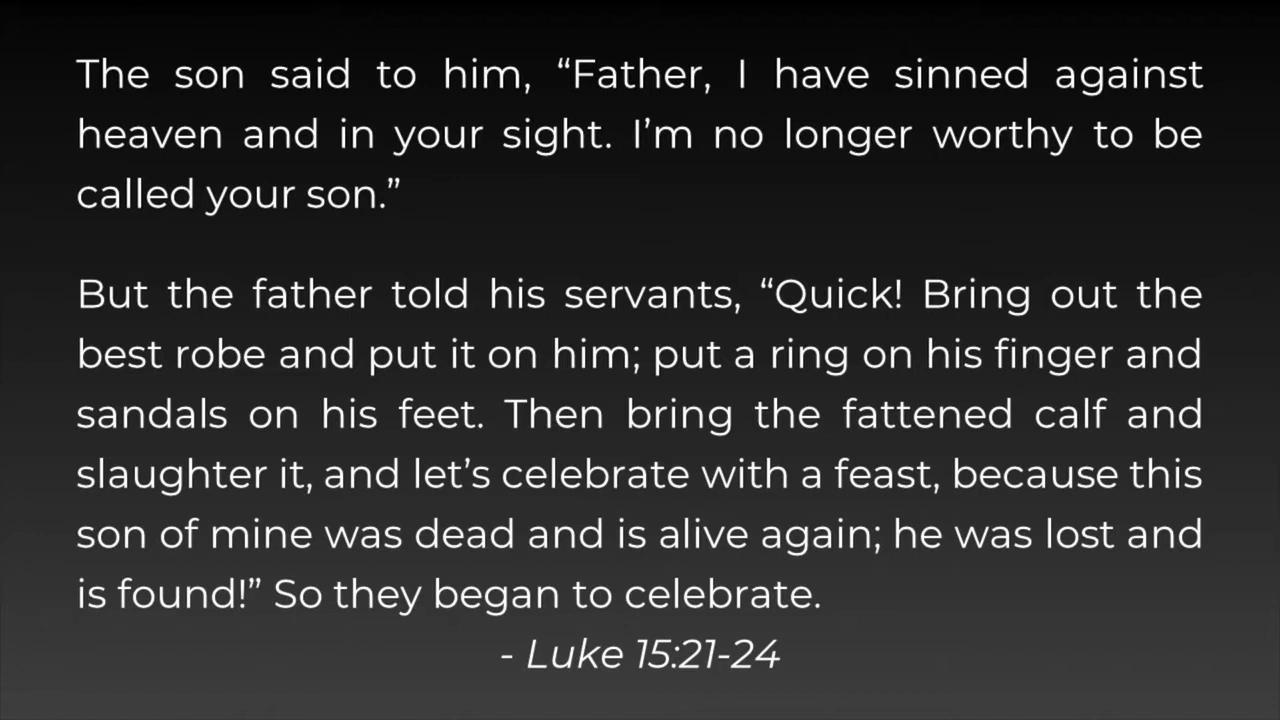 The son said to him, “Father, I have sinned against
heaven and in your sight. I’m no longer worthy to be
called your son.”
But the father told his servants, “Quick! Bring out the
best robe and put it on him; put a ring on his finger and
sandals on his feet. Then bring the fattened calf and
slaughter it, and let’s celebrate with a feast, because this
son of mine was dead and is alive again; he was lost and
is found!” So they began to celebrate.
- Luke 15:21-24